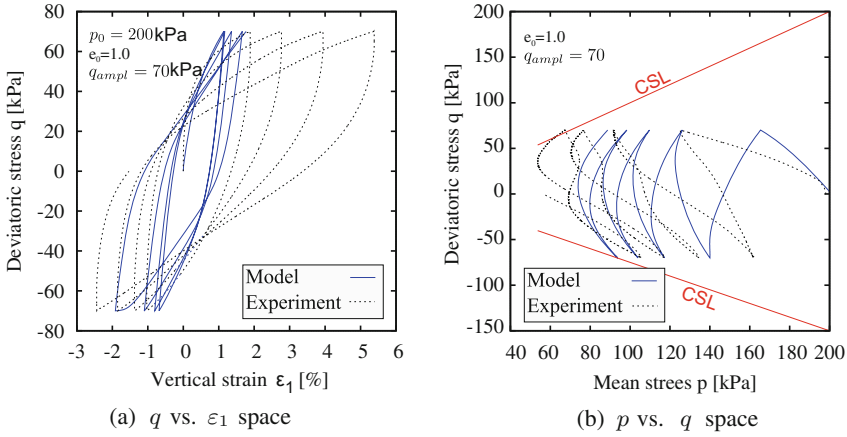 80
60
40
20
0
-20
-40
-60
-80
Deviatoric stress q [kPa]
p0 = 200kPa
e0=1.0
qampl = 70kPa
Model
Experiment
-3 -2 -1 0 1 2 3 4 5 6
Vertical strain ε1 [%]
(a) q vs. ε1 space
200
150
100
50
0
-50
-100
-150
Deviatoric stress q [kPa]
e0=1.0
qampl = 70
CSL
Model
Experiment
CSL
40 60 80 100 120 140 160 180 200
Mean strees p [kPa]
(b) p vs. q space